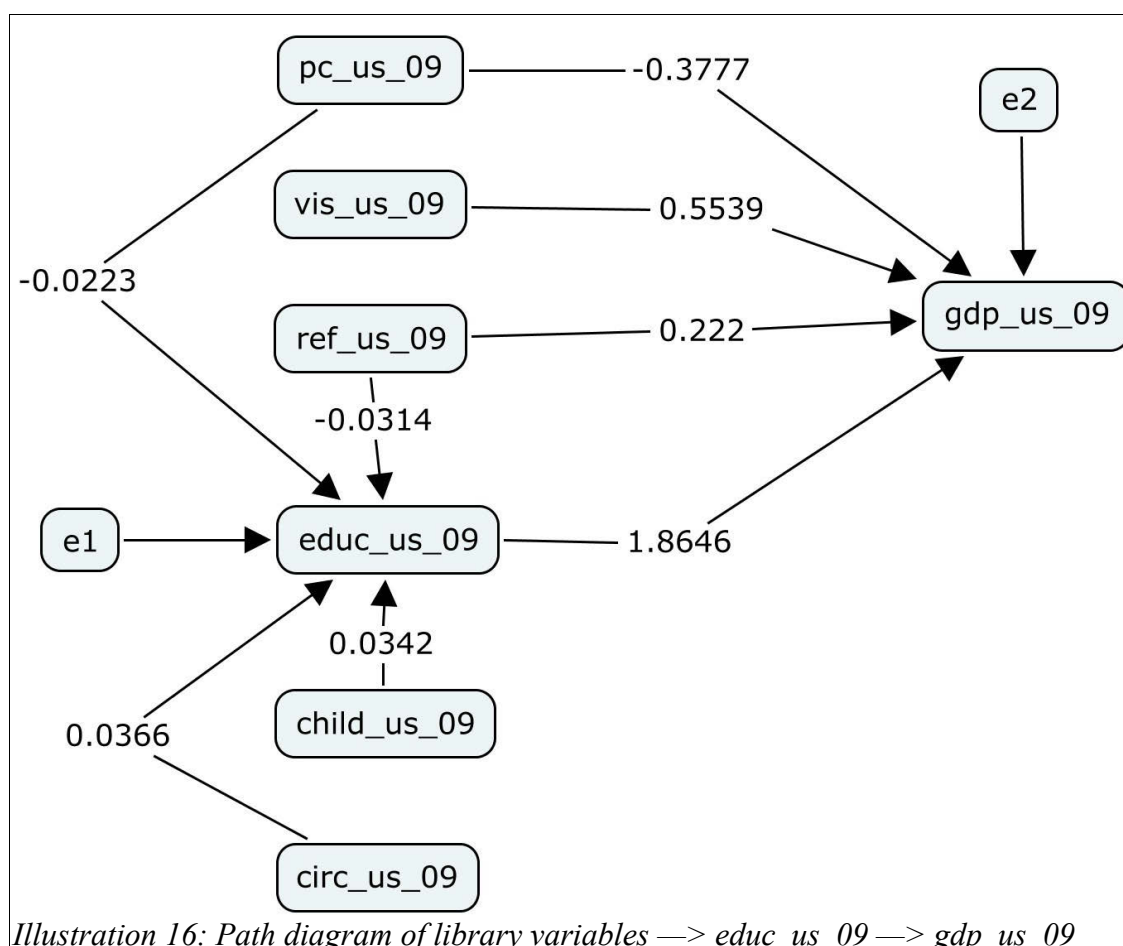 pc_us_09
-0.3777
e2
vis_us_09
0.5539
-0.0223
ref_us_09
0.222
gdp_us_09
-0.0314
e1
educ_us_09
1.8646
0.0342
0.0366
child_us_09
circ_us_09
Illustration 16: Path diagram of library variables —> educ_us_09 —> gdp_us_09